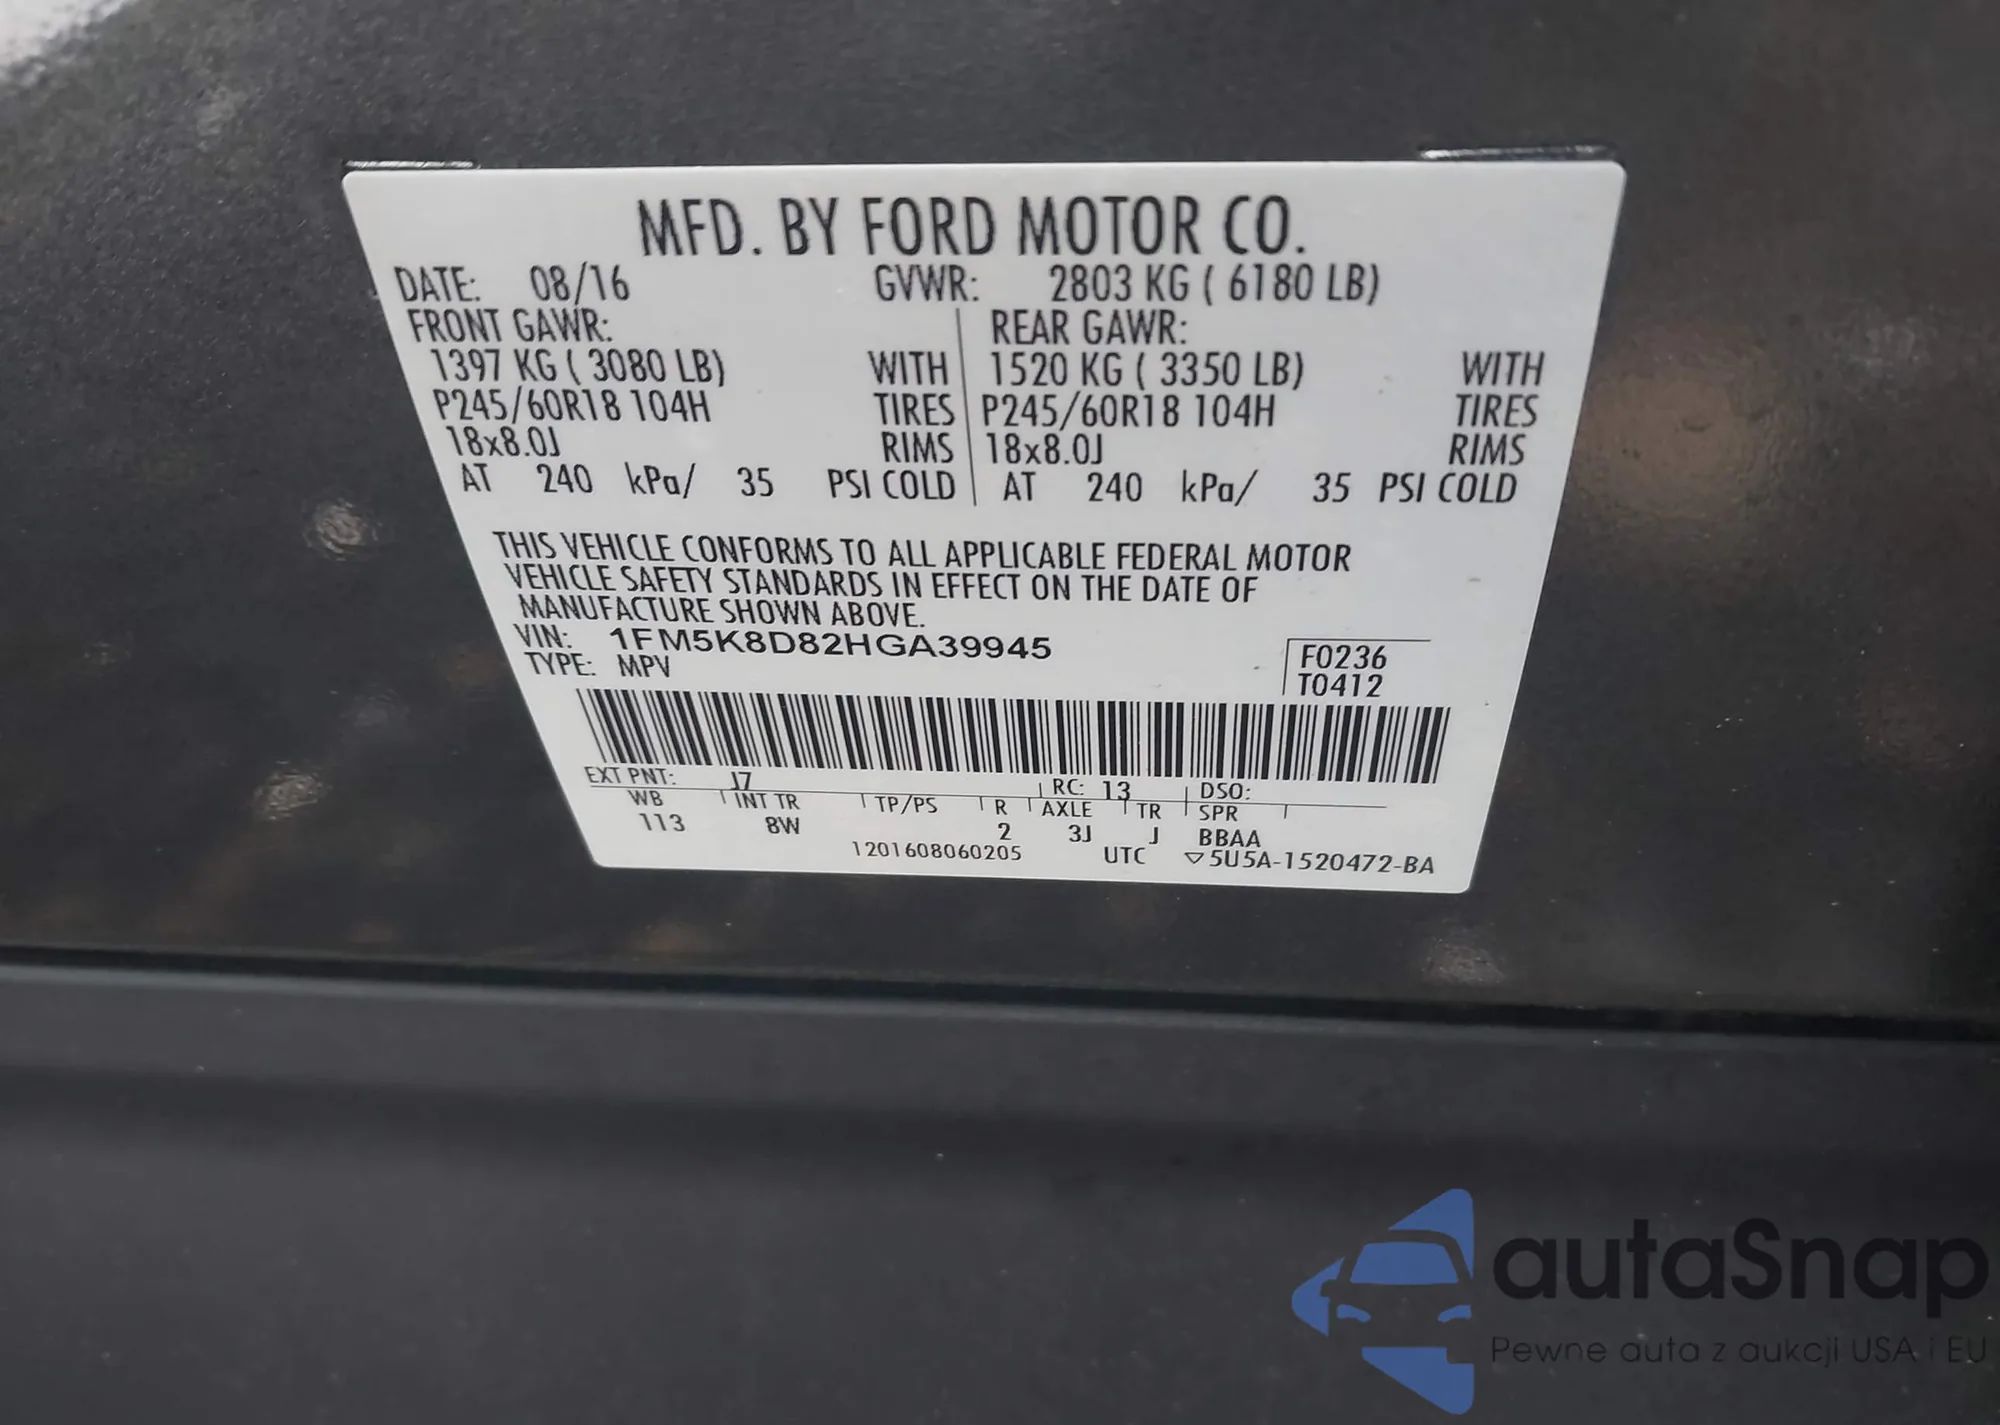 MFD. BY FORD MOTOR CO.
DATE: 08/16 GVWR: 2803 KG ( 6180 LB)
FRONT GAWR: REAR GAWR:
1397 KG ( 3080 LB) WITH 1520 KG ( 3350 LB) WITH
P245/60R18 104H TIRES P245/60R18 104H TIRES
18x8.0J RIMS 18x8.0J RIMS
AT 240 kPa/ 35 PSI COLD AT 240 kPa/ 35 PSI COLD
THIS VEHICLE CONFORMS TO ALL APPLICABLE FEDERAL MOTOR
VEHICLE SAFETY STANDARDS IN EFFECT ON THE DATE OF
MANUFACTURE SHOWN ABOVE.
VIN: 1FM5K8D82HGA39945
TYPE: MPV
F0236
T0412
EXT PNT: J7 RC: 13 DSO:
WB INT TR TP/PS R AXLE TR SPR
113 8W 2 3J J BBAA
1201608060205 UTC ▽5U5A-1520472-BA
autaSnap
Pewne auta z aukcji USA i EU